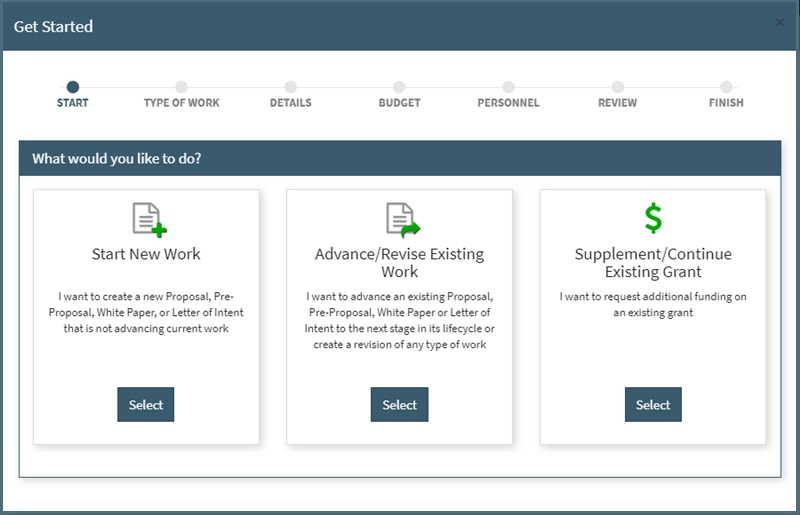 Get Started
×
START
TYPE OF WORK
DETAILS
BUDGET
PERSONNEL
REVIEW
FINISH
What would you like to do?
Start New Work
I want to create a new Proposal, Pre-
Proposal, White Paper, or Letter of Intent
that is not advancing current work
Select
Advance/Revise Existing
Work
I want to advance an existing Proposal,
Pre-Proposal, White Paper or Letter of
Intent to the next stage in its lifecycle or
create a revision of any type of work
Select
$
Supplement/Continue
Existing Grant
I want to request additional funding on
an existing grant
Select